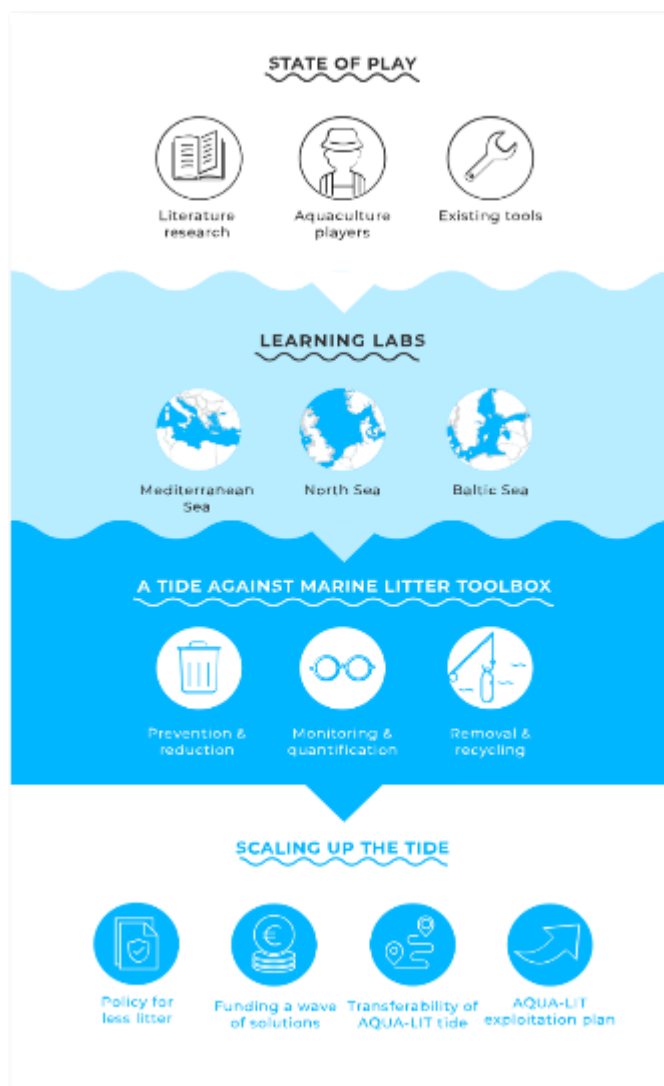 STATE OF PLAY
Literature
research
Aquaculture
players
Existing tools
LEARNING LABS
Mediterranean
Sea
North Sea
Baltic Sea
A TIDE AGAINST MARINE LITTER TOOLBOX
Prevention &
reduction
Monitoring &
quantification
Removal &
recycling
SCALING UP THE TIDE
Policy for
less litter
Funding a wave
of solutions
Transferability of
AQUA-LIT tide
AQUA-LIT
exploitation plan
€